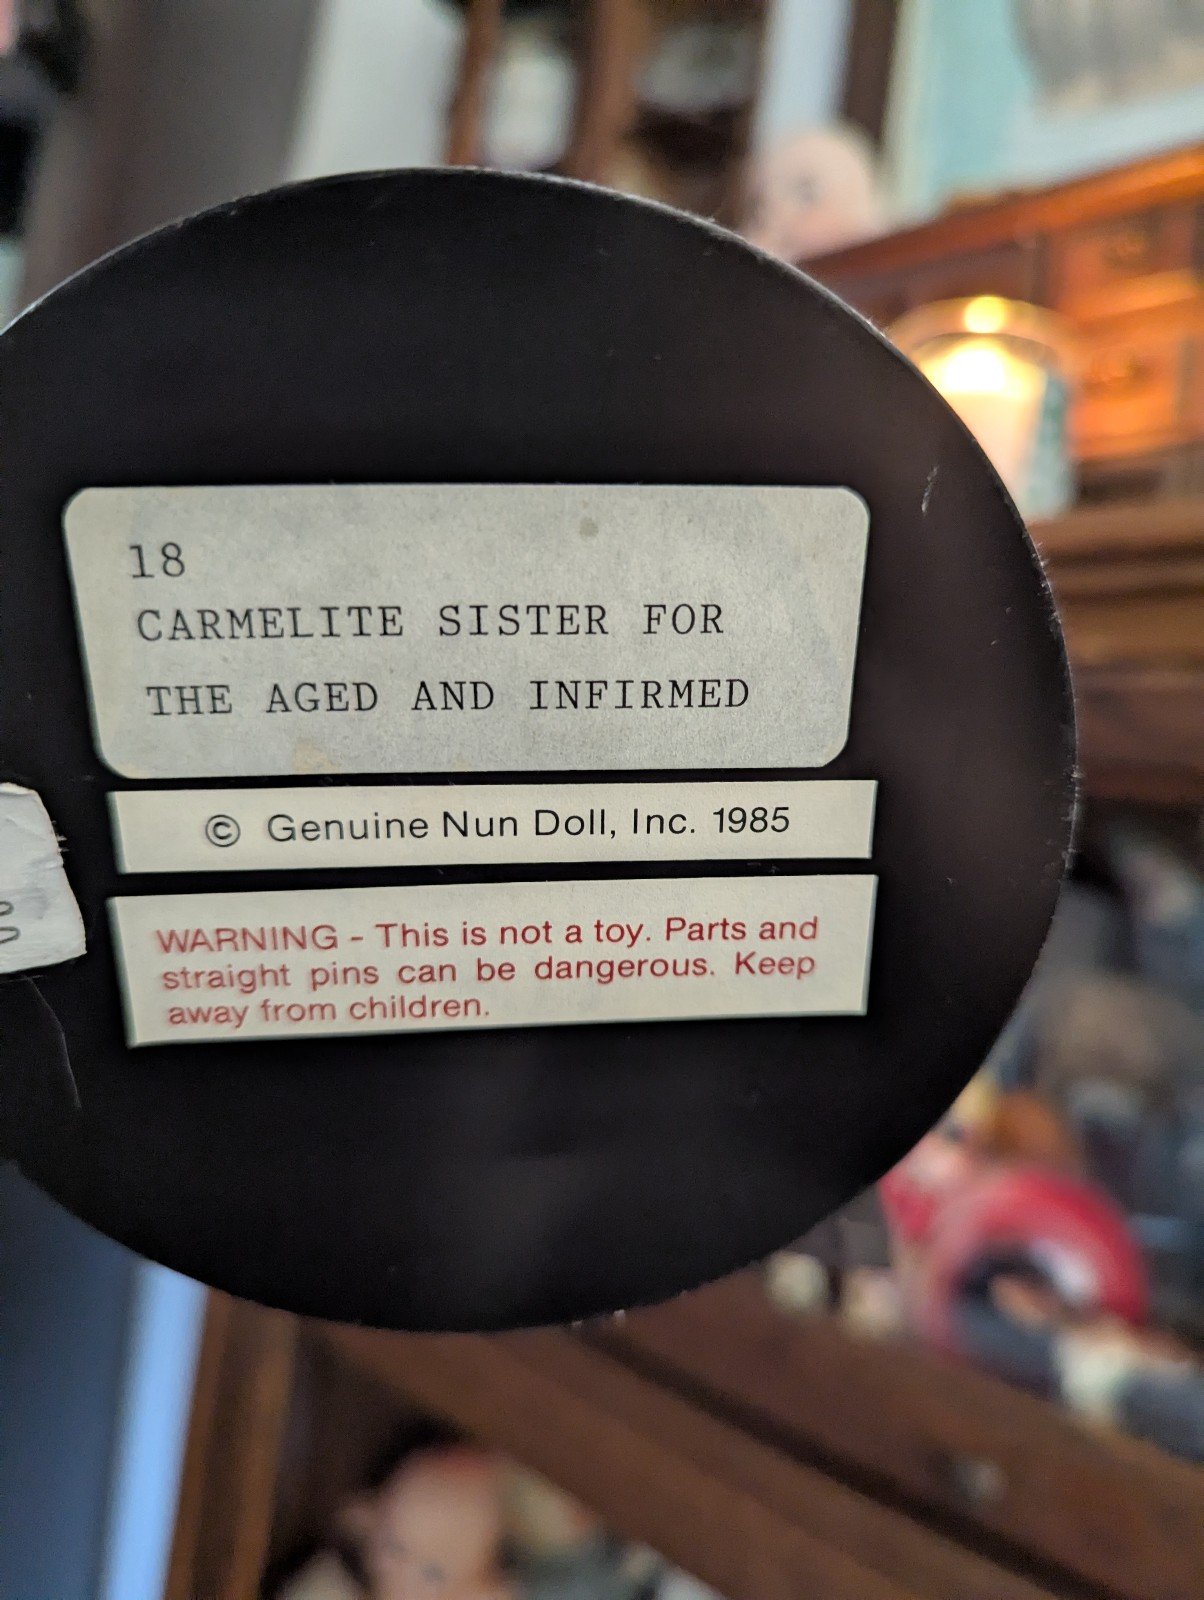 18
CARMELITE SISTER FOR
THE AGED AND INFIRMED
© Genuine Nun Doll, Inc. 1985
WARNING - This is not a toy. Parts and
straight pins can be dangerous. Keep
away from children.